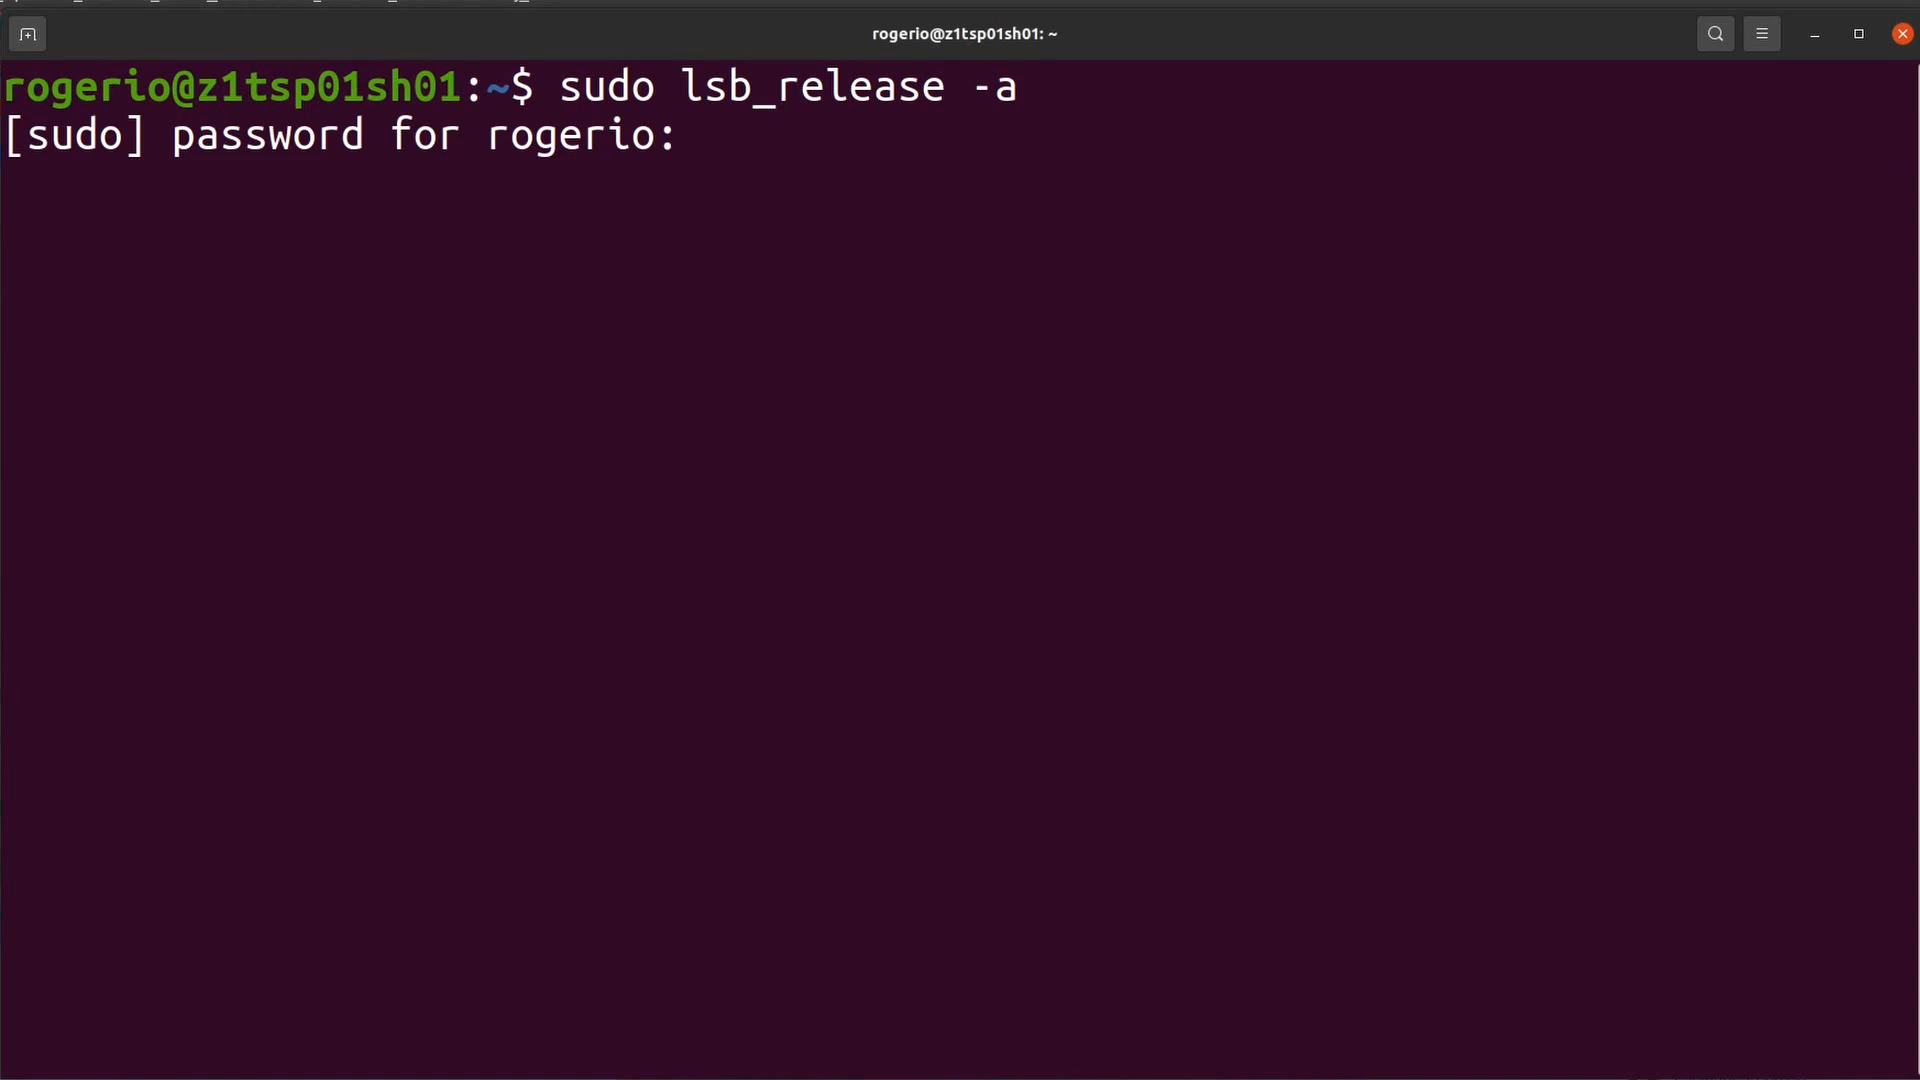 rogerio@z1tsp01sh01: ~
rogerio@z1tsp01sh01:~$ sudo lsb_release -a
[sudo] password for rogerio: